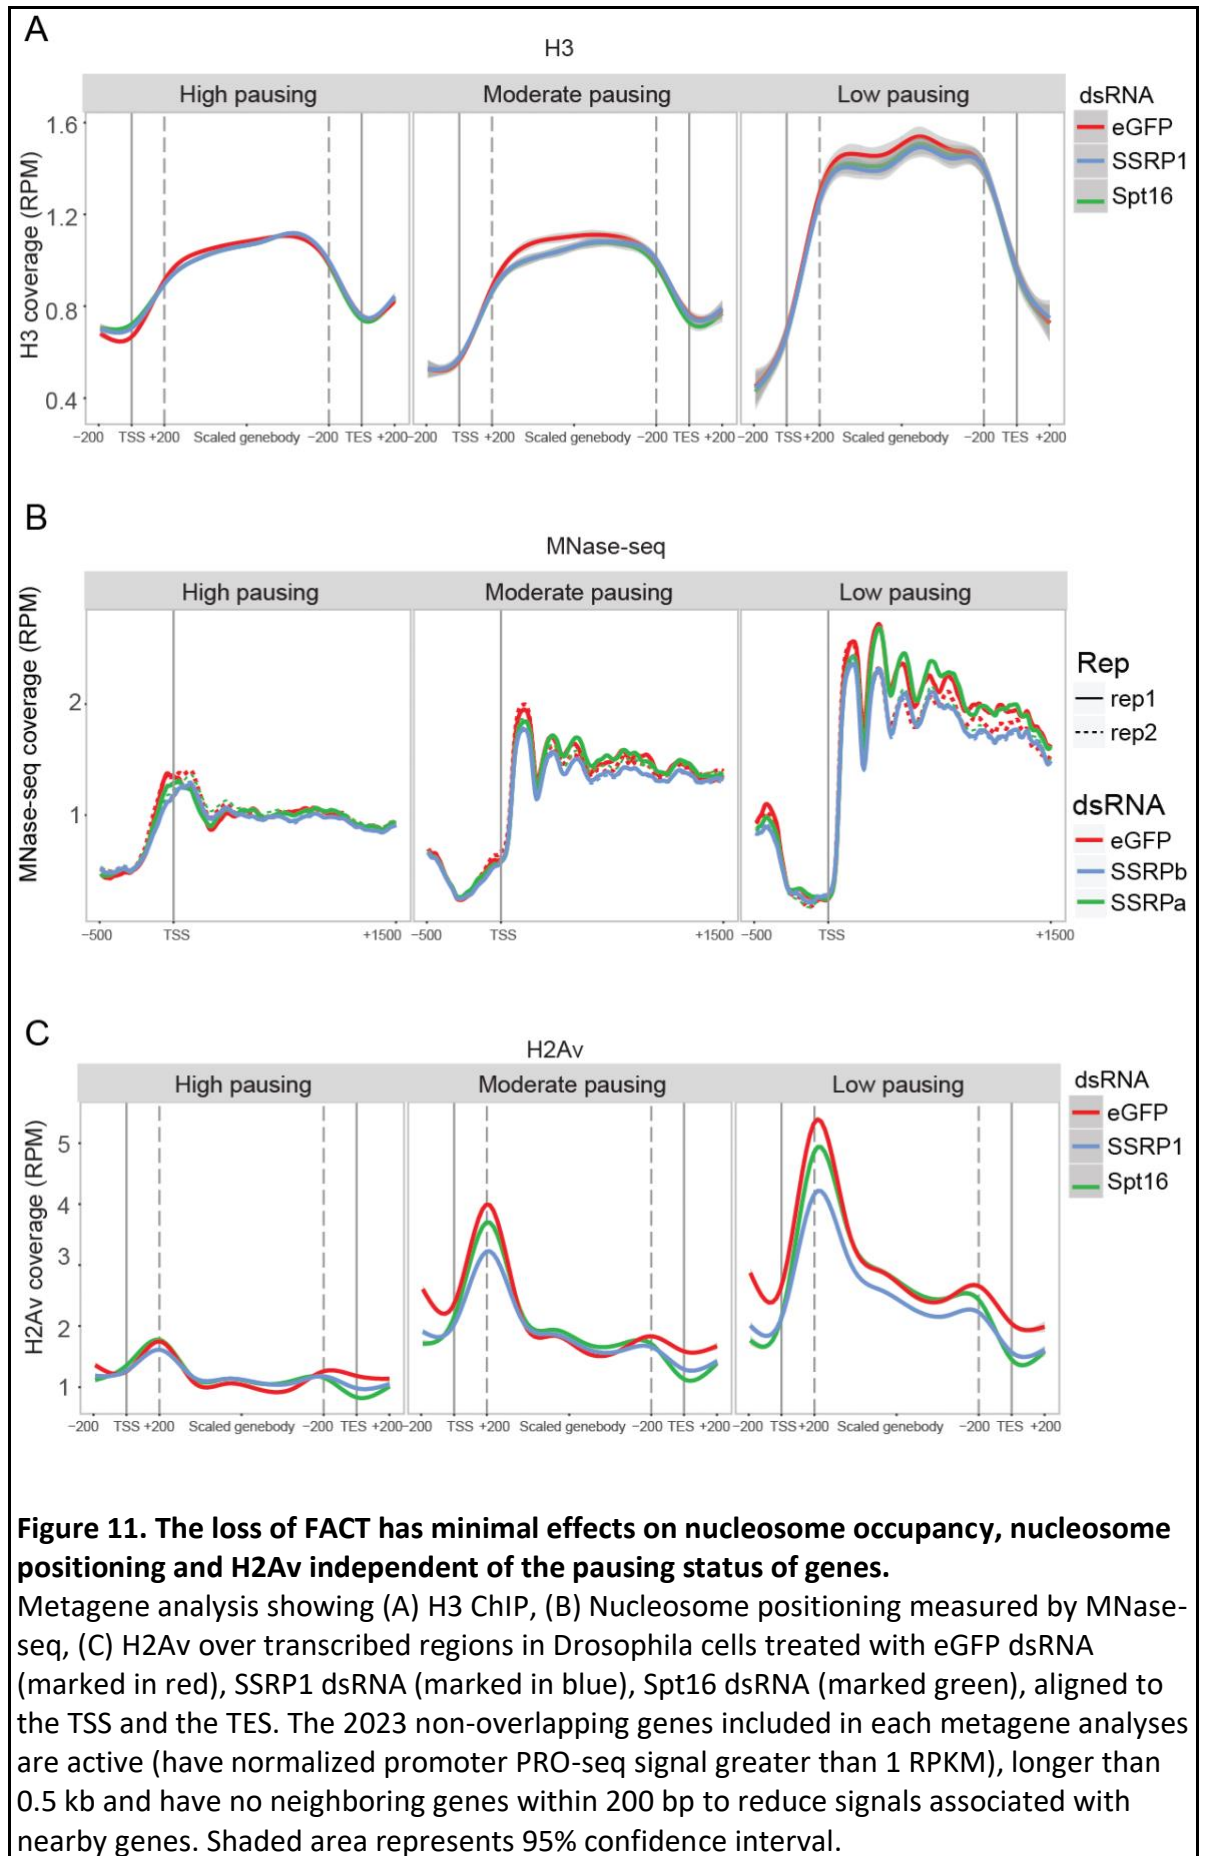 A
H3
High pausing Moderate pausing Low pausing
dsRNA
eGFP
SSRP1
Spt16
H3 coverage (RPM)
1.6
1.2
0.8
0.4
−200 TSS +200 Scaled genebody −200 TES +200 −200 TSS +200 Scaled genebody −200 TES +200 −200 TSS +200 Scaled genebody −200 TES +200
B
MNase-seq
High pausing Moderate pausing Low pausing
MNase-seq coverage (RPM)
2
1
Rep
rep1
rep2
dsRNA
eGFP
SSRPb
SSRPa
−500 TSS +1500 −500 TSS +1500 −500 TSS +1500
C
H2Av
High pausing Moderate pausing Low pausing
dsRNA
eGFP
SSRP1
Spt16
H2Av coverage (RPM)
5
4
3
2
1
−200 TSS +200 Scaled genebody −200 TES +200 −200 TSS +200 Scaled genebody −200 TES +200 −200 TSS +200 Scaled genebody −200 TES +200
Figure 11. The loss of FACT has minimal effects on nucleosome occupancy, nucleosome
positioning and H2Av independent of the pausing status of genes.
Metagene analysis showing (A) H3 ChIP, (B) Nucleosome positioning measured by MNase-
seq, (C) H2Av over transcribed regions in Drosophila cells treated with eGFP dsRNA
(marked in red), SSRP1 dsRNA (marked in blue), Spt16 dsRNA (marked green), aligned to
the TSS and the TES. The 2023 non-overlapping genes included in each metagene analyses
are active (have normalized promoter PRO-seq signal greater than 1 RPKM), longer than
0.5 kb and have no neighboring genes within 200 bp to reduce signals associated with
nearby genes. Shaded area represents 95% confidence interval.